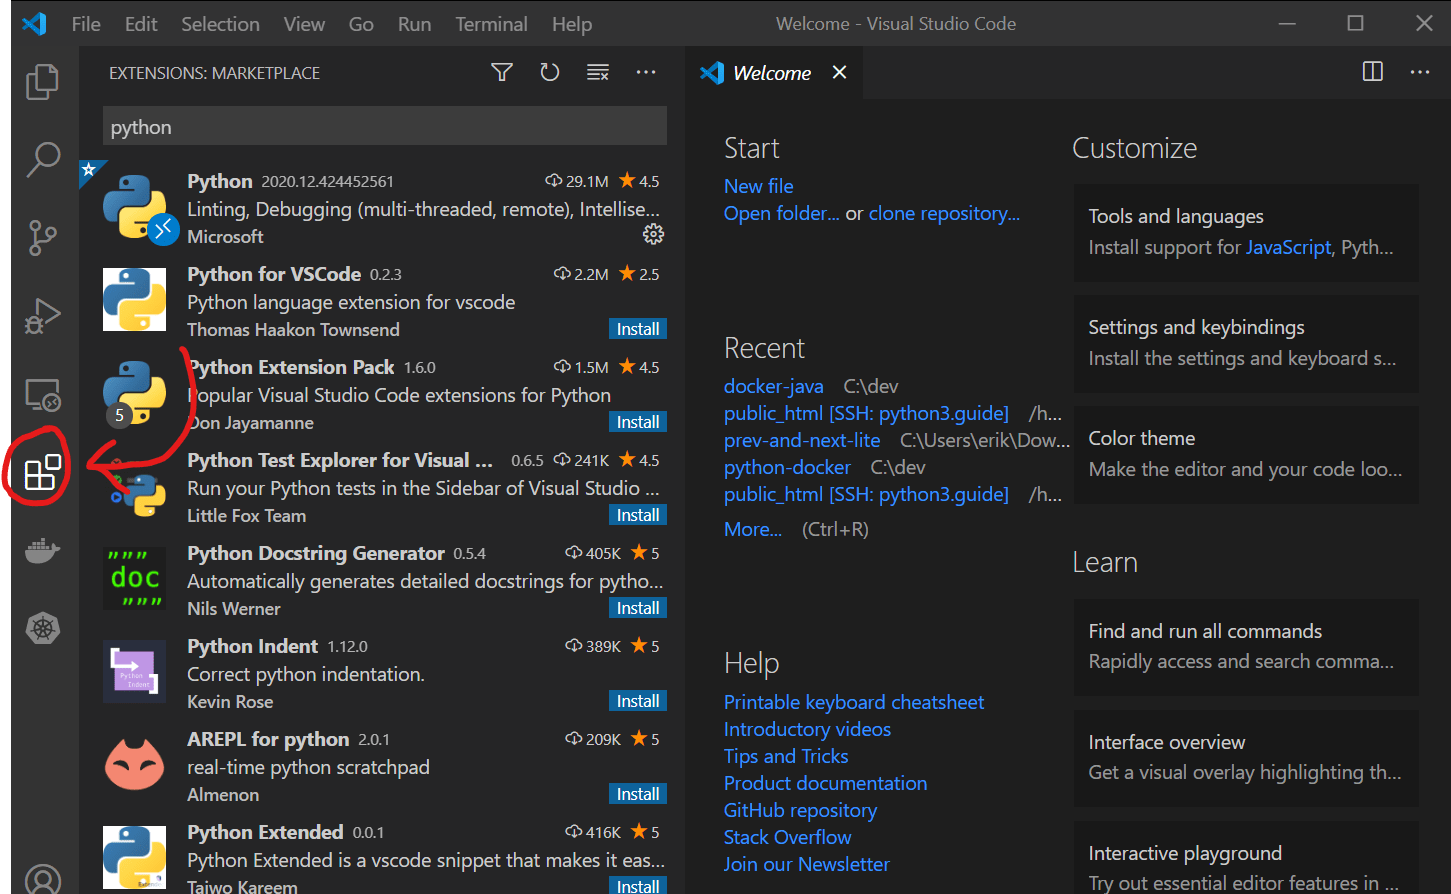 File Edit Selection View Go Run Terminal Help Welcome - Visual Studio Code
EXTENSIONS: MARKETPLACE
python
Python 2020.12.424452561 29.1M 4.5
Linting, Debugging (multi-threaded, remote), Intellise...
Microsoft
Python for VSCode 0.2.3 2.2M 2.5
Python language extension for vscode
Thomas Haakon Townsend Install
Python Extension Pack 1.6.0 1.5M 4.5
5
Popular Visual Studio Code extensions for Python
Don Jayamanne Install
Python Test Explorer for Visual ... 0.6.5 241K 4.5
Run your Python tests in the Sidebar of Visual Studio ...
Little Fox Team Install
Python Docstring Generator 0.5.4 405K 5
"""
doc
"""
Automatically generates detailed docstrings for pytho...
Nils Werner Install
Python Indent 1.12.0 389K 5
Python
Indent
Correct python indentation.
Kevin Rose Install
AREPL for python 2.0.1 209K 5
real-time python scratchpad
Almenon Install
Python Extended 0.0.1 416K 5
Python Extended is a vscode snippet that makes it eas...
Taiwo Kareem Install
Welcome
Start
New file
Open folder... or clone repository...
Recent
docker-java C:\dev
public_html [SSH: python3.guide] /h...
prev-and-next-lite C:\Users\erik\Dow...
python-docker C:\dev
public_html [SSH: python3.guide] /h...
More... (Ctrl+R)
Help
Printable keyboard cheatsheet
Introductory videos
Tips and Tricks
Product documentation
GitHub repository
Stack Overflow
Join our Newsletter
Customize
Tools and languages
Install support for JavaScript, Pyth...
Settings and keybindings
Install the settings and keyboard s...
Color theme
Make the editor and your code loo...
Learn
Find and run all commands
Rapidly access and search comma...
Interface overview
Get a visual overlay highlighting th...
Interactive playground
Try out essential editor features in ...